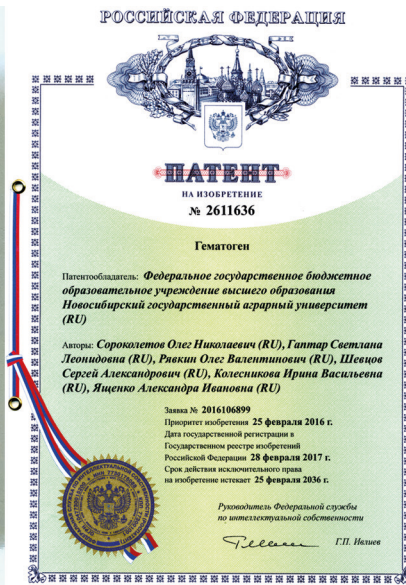 РОССИЙСКАЯ ФЕДЕРАЦИЯ
ПАТЕНТ
НА ИЗОБРЕТЕНИЕ
№ 2611636
Гематоген
Патентообладатель: Федеральное государственное бюджетное
образовательное учреждение высшего образования
Новосибирский государственный аграрный университет
(RU)
Авторы: Сороколетов Олег Николаевич (RU), Гаптар Светлана
Леонидовна (RU), Рявкин Олег Валентинович (RU), Шевцов
Сергей Александрович (RU), Колесникова Ирина Васильевна
(RU), Ященко Александра Ивановна (RU)
Заявка № 2016106899
Приоритет изобретения 25 февраля 2016 г.
Дата государственной регистрации в
Государственном реестре изобретений
Российской Федерации 28 февраля 2017 г.
Срок действия исключительного права
на изобретение истекает 25 февраля 2036 г.
Руководитель Федеральной службы
по интеллектуальной собственности
Г.П. Ивлиев